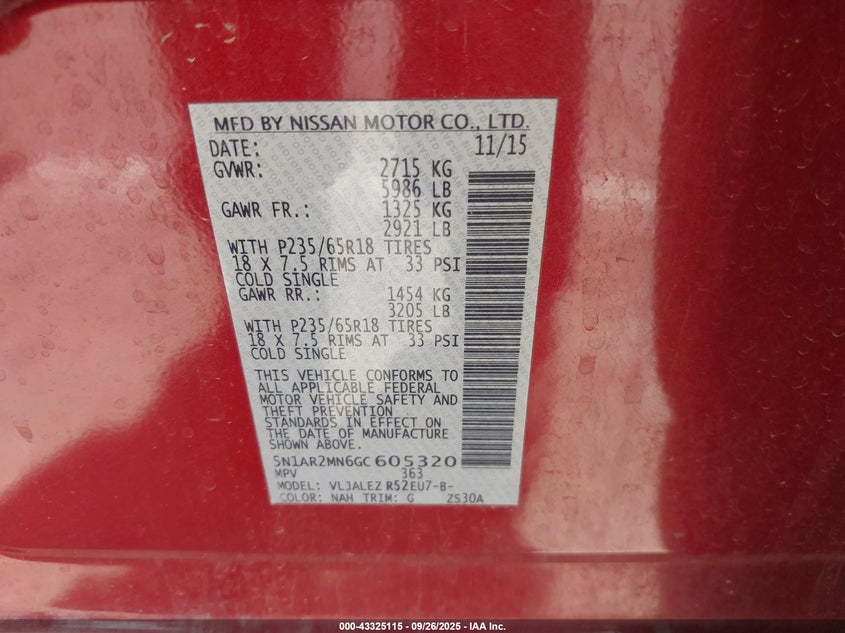 MFD BY NISSAN MOTOR CO., LTD.
DATE: 11/15
GVWR: 2715 KG
5986 LB
GAWR FR.: 1325 KG
2921 LB
WITH P235/65R18 TIRES
18 X 7.5 RIMS AT 33 PSI
COLD SINGLE
GAWR RR.: 1454 KG
3205 LB
WITH P235/65R18 TIRES
18 X 7.5 RIMS AT 33 PSI
COLD SINGLE
THIS VEHICLE CONFORMS TO
ALL APPLICABLE FEDERAL
MOTOR VEHICLE SAFETY AND
THEFT PREVENTION
STANDARDS IN EFFECT ON
THE DATE OF MANUFACTURE
SHOWN ABOVE.
5N1AR2MN6GC605320
MPV 363
MODEL: VLJALEZ R52EU7-B-
COLOR: NAH TRIM: G ZS30A
000-43325115 - 09/26/2025 - IAA Inc.